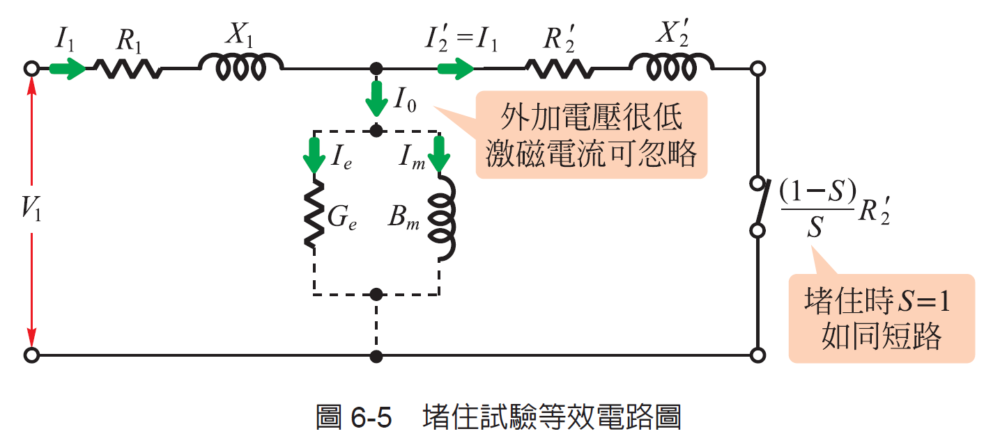 I₁
R₁
X₁
I₂′=I₁
R₂′
X₂′
I₀
外加電壓很低
激磁電流可忽略
Iₑ
Iₘ
V₁
Gₑ
Bₘ
(1−S)/S R₂′
堵住時S=1
如同短路
圖 6-5 堵住試驗等效電路圖